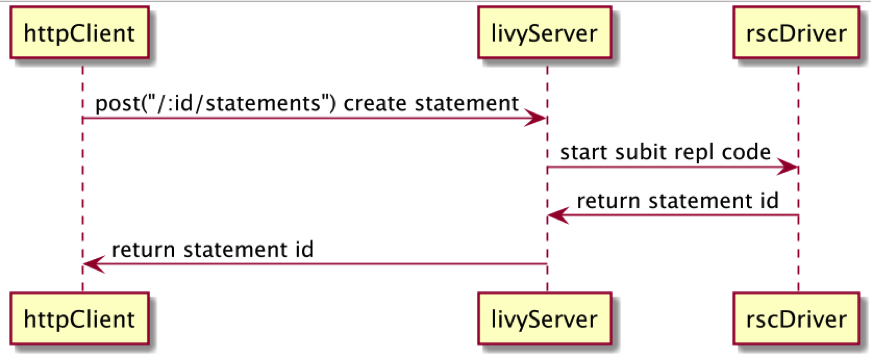 httpClient
livyServer
rscDriver
post("/:id/statements") create statement
start subit repl code
return statement id
return statement id
httpClient
livyServer
rscDriver